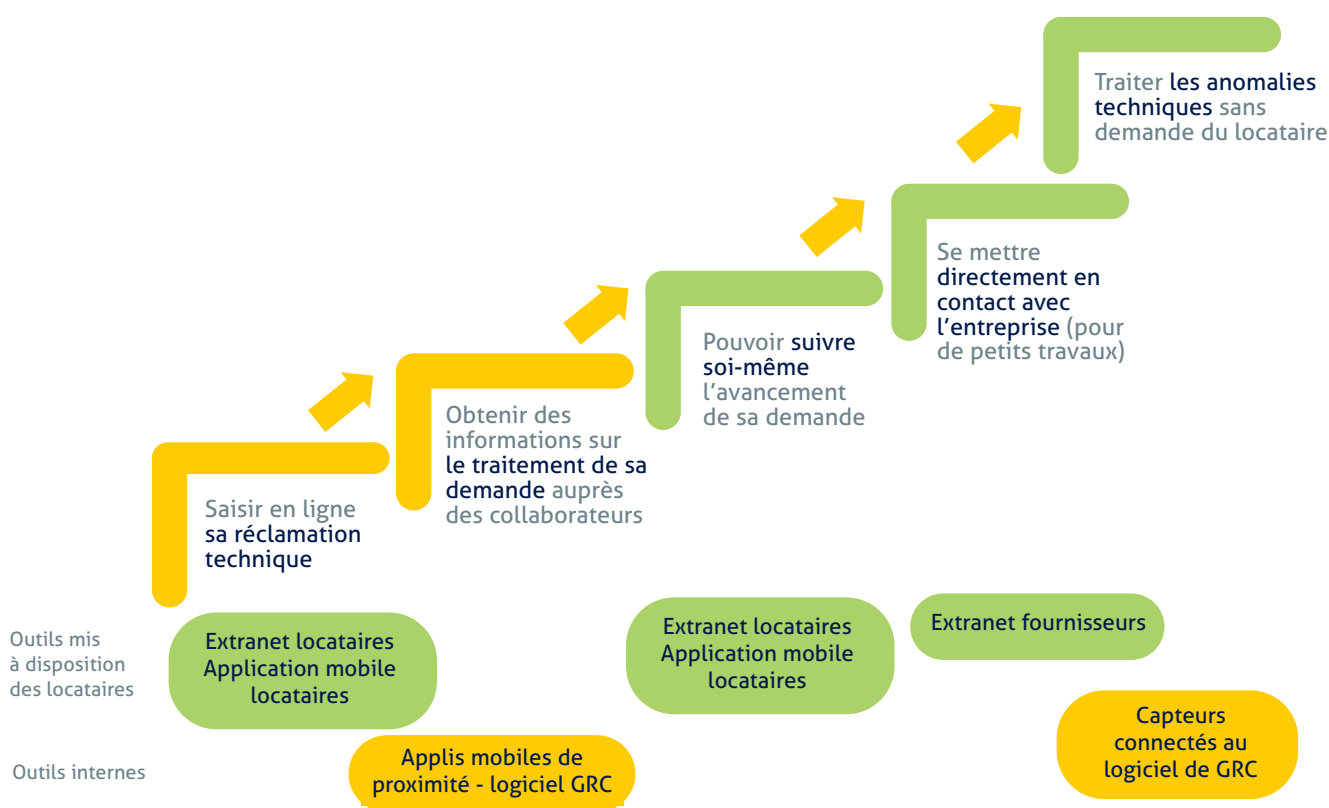 Traiter les anomalies
techniques sans
demande du locataire
Se mettre
directement en
contact avec
l'entreprise (pour
de petits travaux)
Pouvoir suivre
soi-même
l'avancement
de sa demande
Obtenir des
informations sur
le traitement de sa
demande auprès
des collaborateurs
Saisir en ligne
sa réclamation
technique
Outils mis
à disposition
des locataires
Extranet locataires
Application mobile
locataires
Extranet locataires
Application mobile
locataires
Extranet fournisseurs
Outils internes
Applis mobiles de
proximité - logiciel GRC
Capteurs
connectés au
logiciel de GRC